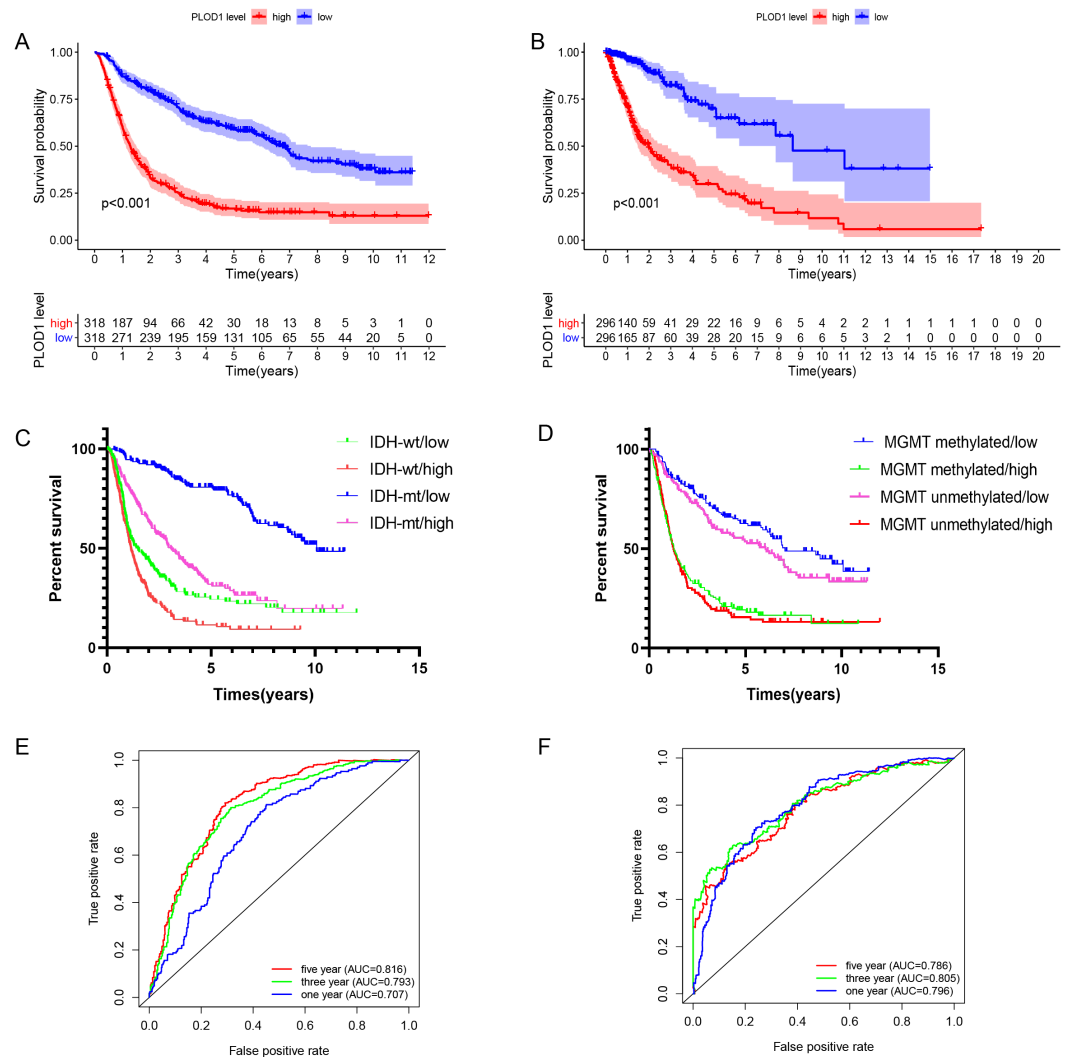 PLOD1 level high low
A
1.00
0.75
0.50
0.25
0.00
Survival probability
p<0.001
0 1 2 3 4 5 6 7 8 9 10 11 12
Time(years)
PLOD1 level
high 318 187 94 66 42 30 18 13 8 5 3 1 0
low 318 271 239 195 159 131 105 65 55 44 20 5 0
0 1 2 3 4 5 6 7 8 9 10 11 12
Time(years)
PLOD1 level high low
B
1.00
0.75
0.50
0.25
0.00
Survival probability
p<0.001
0 1 2 3 4 5 6 7 8 9 10 11 12 13 14 15 16 17 18 19 20
Time(years)
PLOD1 level
high 296 140 59 41 29 22 16 9 6 5 4 2 2 1 1 1 1 1 0 0 0
low 296 165 87 60 39 28 20 15 9 6 6 5 3 2 1 0 0 0 0 0 0
0 1 2 3 4 5 6 7 8 9 10 11 12 13 14 15 16 17 18 19 20
Time(years)
C
100
50
0
Percent survival
IDH-wt/low
IDH-wt/high
IDH-mt/low
IDH-mt/high
0 5 10 15
Times(years)
D
100
50
0
Percent survival
MGMT methylated/low
MGMT methylated/high
MGMT unmethylated/low
MGMT unmethylated/high
0 5 10 15
Times(years)
E
1.0
0.8
0.6
0.4
0.2
0.0
True positive rate
five year (AUC=0.816)
three year (AUC=0.793)
one year (AUC=0.707)
0.0 0.2 0.4 0.6 0.8 1.0
False positive rate
F
1.0
0.8
0.6
0.4
0.2
0.0
True positive rate
five year (AUC=0.786)
three year (AUC=0.805)
one year (AUC=0.796)
0.0 0.2 0.4 0.6 0.8 1.0
False positive rate